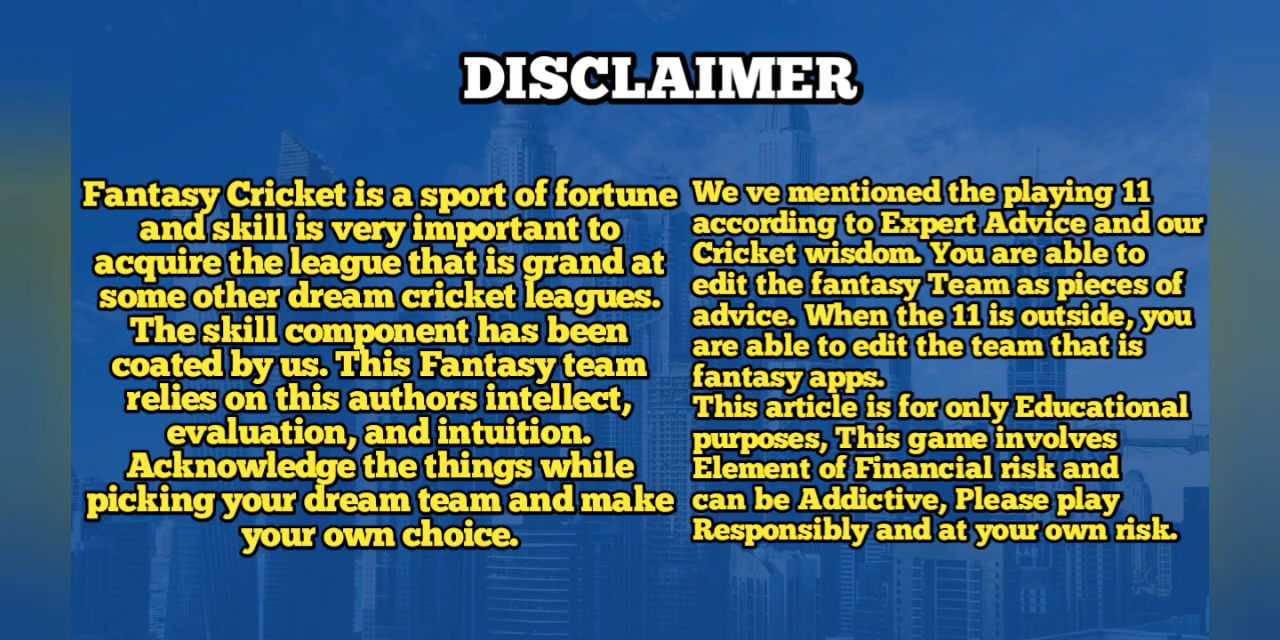 DISCLAIMER
Fantasy Cricket is a sport of fortune
and skill is very important to
acquire the league that is grand at
some other dream cricket leagues.
The skill component has been
coated by us. This Fantasy team
relies on this authors intellect,
evaluation, and intuition.
Acknowledge the things while
picking your dream team and make
your own choice.
We ve mentioned the playing 11
according to Expert Advice and our
Cricket wisdom. You are able to
edit the fantasy Team as pieces of
advice. When the 11 is outside, you
are able to edit the team that is
fantasy apps.
This article is for only Educational
purposes, This game involves
Element of Financial risk and
can be Addictive, Please play
Responsibly and at your own risk.